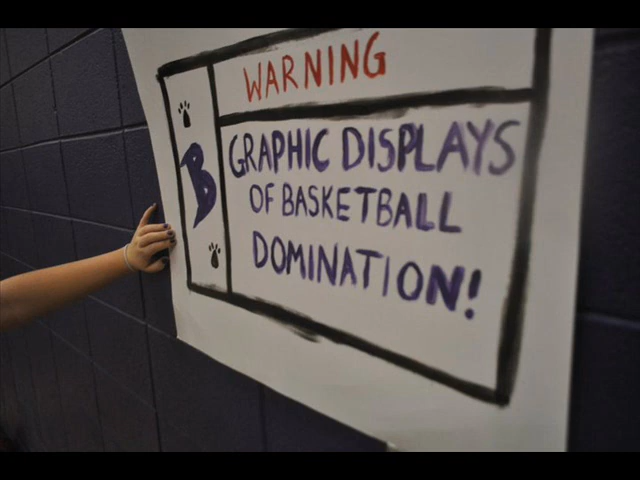 WARNING
B
GRAPHIC DISPLAYS
OF BASKETBALL
DOMINATION!